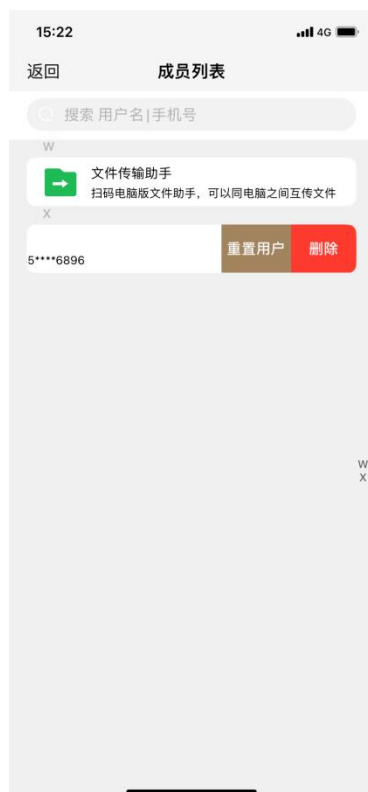 15:22 4G
返回 成员列表
搜索 用户名|手机号
W
文件传输助手
扫码电脑版文件助手，可以同电脑之间互传文件
X
重置用户 删除
5****6896
W
X